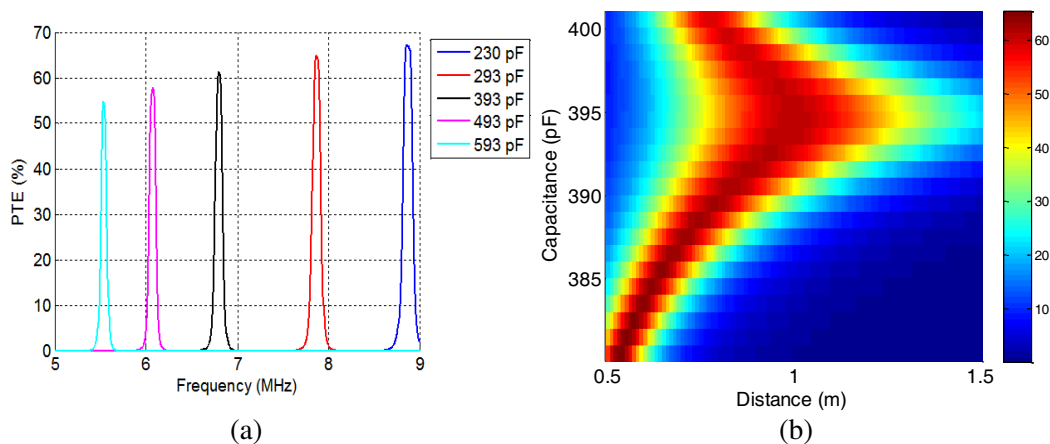 70
60
50
40
30
20
10
0
PTE (%)
5
6
7
8
9
Frequency (MHz)
230 pF
293 pF
393 pF
493 pF
593 pF
(a)
400
395
390
385
Capacitance (pF)
0.5
1
1.5
Distance (m)
60
50
40
30
20
10
(b)